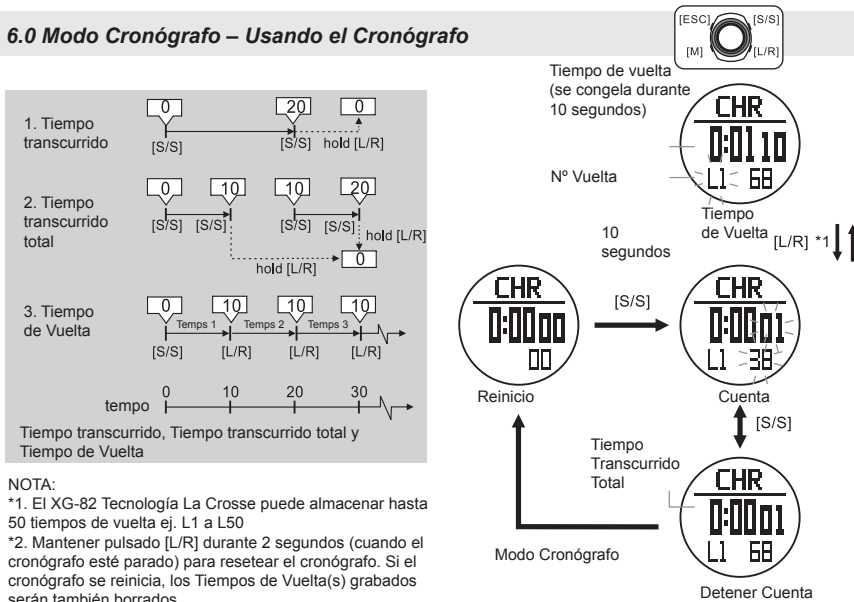 6.0 Modo Cronógrafo – Usando el Cronógrafo
[ESC]
[S/S]
[M]
[L/R]
1. Tiempo
transcurrido
0
20
0
[S/S]
[S/S]
hold [L/R]
2. Tiempo
transcurrido
total
0
10
10
20
[S/S]
[S/S]
[S/S]
[S/S]
hold [L/R]
hold [L/R]
0
3. Tiempo
de Vuelta
0
10
10
10
Temps 1
Temps 2
Temps 3
[S/S]
[L/R]
[L/R]
[L/R]
tempo
0
10
20
30
Tiempo transcurrido, Tiempo transcurrido total y
Tiempo de Vuelta
NOTA:
*1. El XG-82 Tecnología La Crosse puede almacenar hasta
50 tiempos de vuelta ej. L1 a L50
*2. Mantener pulsado [L/R] durante 2 segundos (cuando el
cronógrafo esté parado) para resetear el cronógrafo. Si el
cronógrafo se reinicia, los Tiempos de Vuelta(s) grabados
serán también borrados
Tiempo de vuelta
(se congela durante
10 segundos)
CHR
0:01 10
L1 68
Nº Vuelta
Tiempo
de Vuelta
[L/R] *1
10
segundos
CHR
0:00 00
00
Reinicio
[S/S]
CHR
0:00 01
L1 38
Cuenta
[S/S]
Tiempo
Transcurrido
Total
CHR
0:00 01
L1 68
Modo Cronógrafo
Detener Cuenta